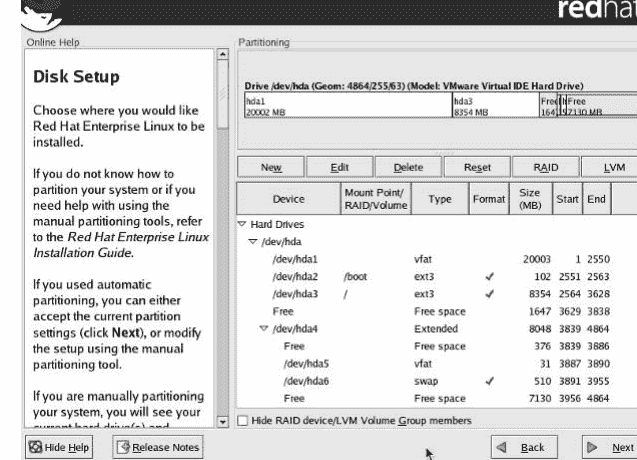 redhat
Online Help
Partitioning
Disk Setup
Choose where you would like
Red Hat Enterprise Linux to be
installed.
If you do not know how to
partition your system or if you
need help with using the
manual partitioning tools, refer
to the Red Hat Enterprise Linux
Installation Guide.
If you used automatic
partitioning, you can either
accept the current partition
settings (click Next), or modify
the setup using the manual
partitioning tool.
If you are manually partitioning
your system, you will see your
current hard drive(s) and
Drive /dev/hda (Geom: 4864/255/63) (Model: VMware Virtual IDE Hard Drive)
hda1 hda3 Free Free
20002 MB 8354 MB 7130 MB
New Edit Delete Reset RAID LVM
Device Mount Point/ RAID/Volume Type Format Size (MB) Start End
Hard Drives
/dev/hda
/dev/hda1 vfat 20003 1 2550
/dev/hda2 /boot ext3 ✓ 102 2551 2563
/dev/hda3 / ext3 ✓ 8354 2564 3628
Free Free space 1647 3629 3838
/dev/hda4 Extended 8048 3839 4864
Free Free space 376 3839 3886
/dev/hda5 vfat 31 3887 3890
/dev/hda6 swap ✓ 510 3891 3955
Free Free space 7130 3956 4864
Hide RAID device/LVM Volume Group members
Hide Help Release Notes Back Next